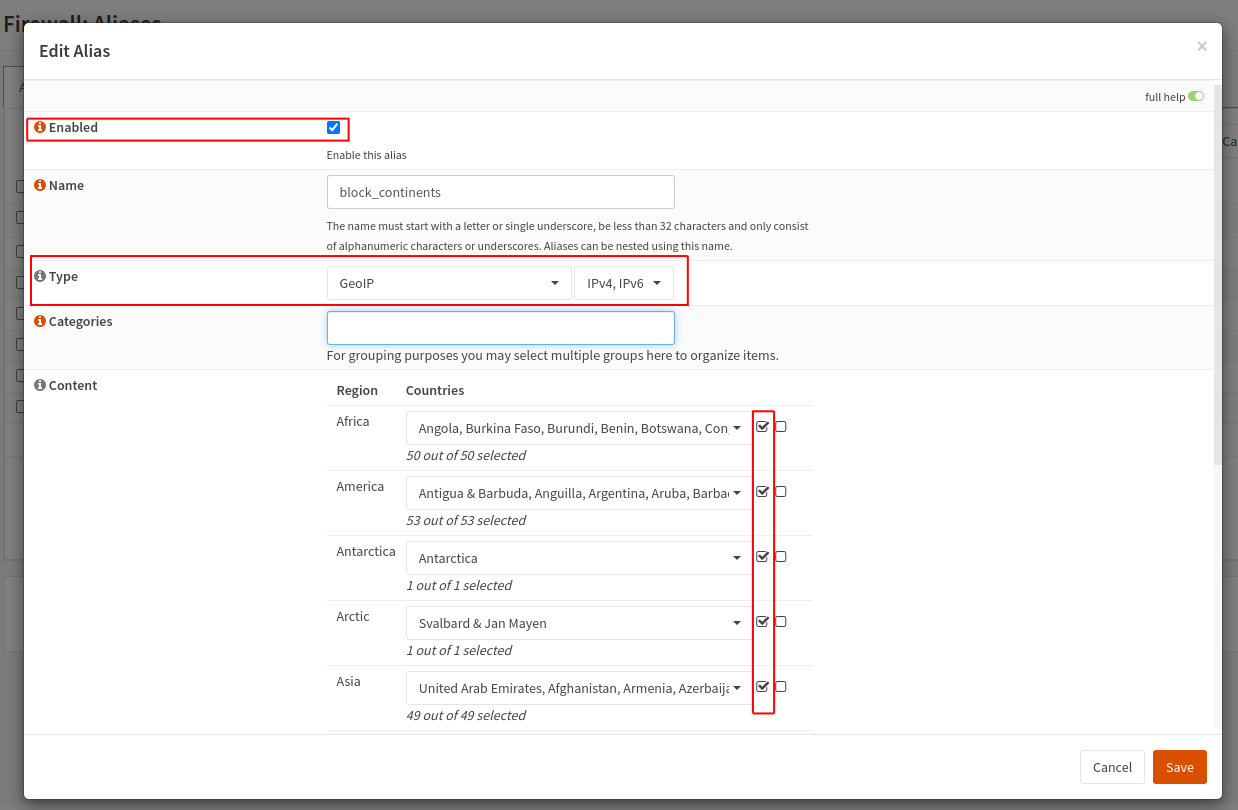 Firewall: Aliases
Edit Alias
×
full help
Enabled
Enable this alias
Name
block_continents
The name must start with a letter or single underscore, be less than 32 characters and only consist
of alphanumeric characters or underscores. Aliases can be nested using this name.
Type
GeoIP
IPv4, IPv6
Categories
For grouping purposes you may select multiple groups here to organize items.
Content
Region Countries
Africa
Angola, Burkina Faso, Burundi, Benin, Botswana, Con
50 out of 50 selected
America
Antigua & Barbuda, Anguilla, Argentina, Aruba, Barba
53 out of 53 selected
Antarctica
Antarctica
1 out of 1 selected
Arctic
Svalbard & Jan Mayen
1 out of 1 selected
Asia
United Arab Emirates, Afghanistan, Armenia, Azerbaija
49 out of 49 selected
Cancel
Save